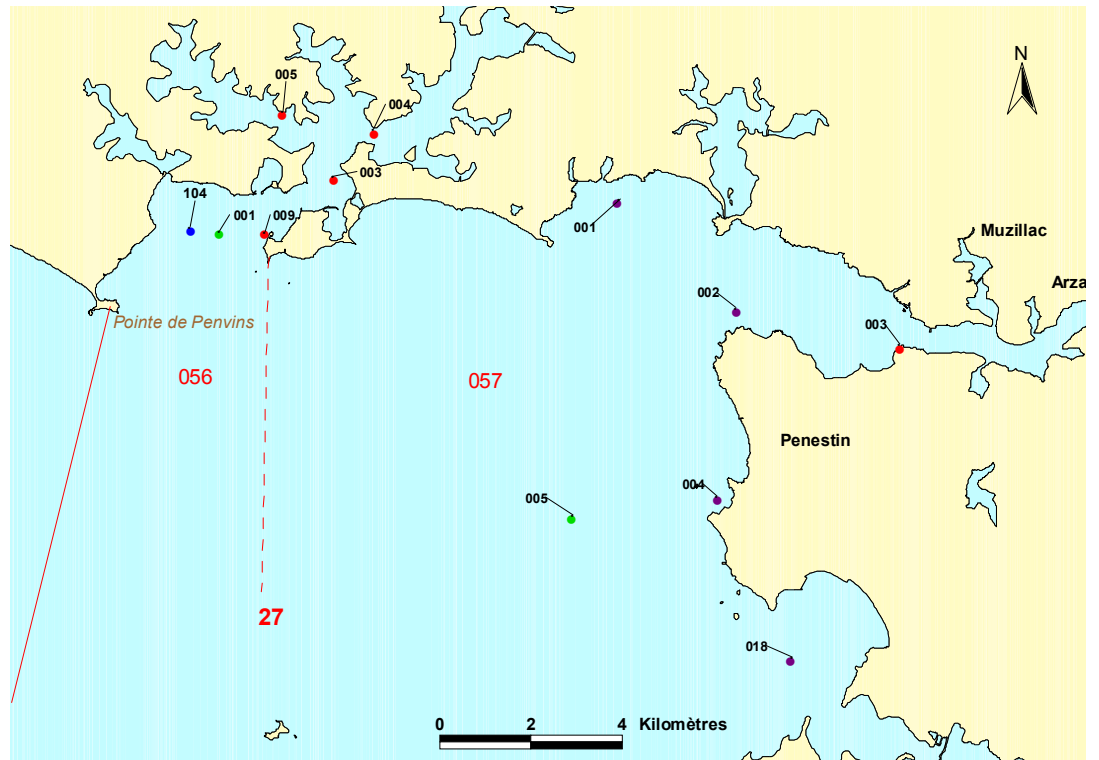 N
005
004
003
104
001
009
001
Muzillac
Arza
002
003
Pointe de Penvins
056
057
Penestin
004
005
27
018
0 2 4 Kilomètres